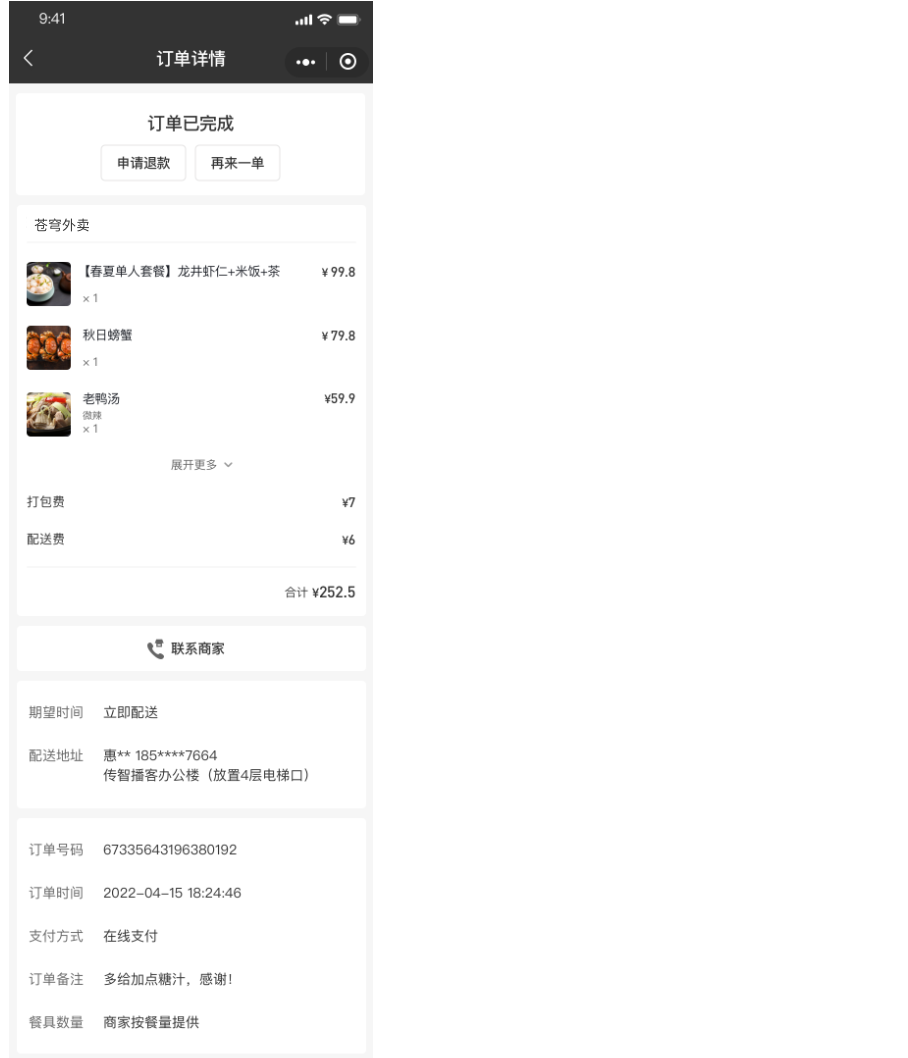 9:41
订单详情
订单已完成
申请退款 再来一单
苍穹外卖
【春夏单人套餐】龙井虾仁+米饭+茶 ¥99.8
×1
秋日螃蟹 ¥79.8
×1
老鸭汤 ¥59.9
微辣
×1
展开更多
打包费 ¥7
配送费 ¥6
合计 ¥252.5
联系商家
期望时间 立即配送
配送地址 惠** 185****7664
传智播客办公楼（放置4层电梯口）
订单号码 67335643196380192
订单时间 2022-04-15 18:24:46
支付方式 在线支付
订单备注 多给加点糖汁，感谢！
餐具数量 商家按餐量提供